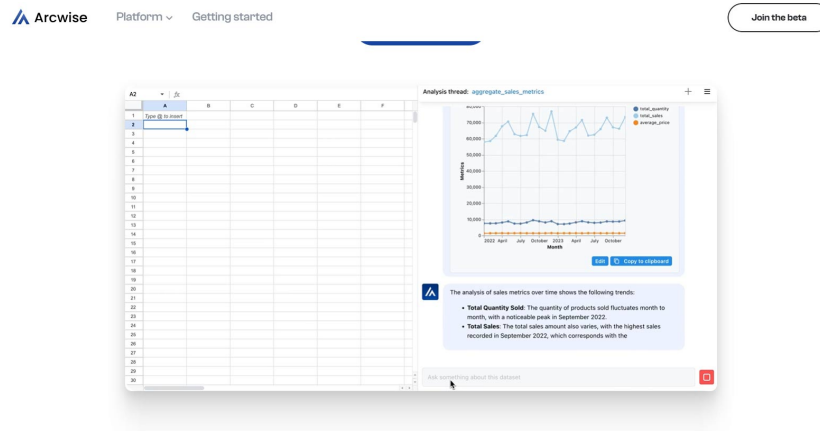 Arcwise
Platform
Getting started
Join the beta
A2
fx
A B C D E F
1 Type @ to insert
2
3
4
5
6
7
8
9
10
11
12
13
14
15
16
17
18
19
20
21
22
23
24
25
26
27
28
29
30
Analysis thread: aggregate_sales_metrics
total_quantity
total_sales
average_price
70,000
60,000
50,000
40,000
30,000
20,000
10,000
0
Metrics
2022 April July October 2023 April July October
Month
Edit
Copy to clipboard
The analysis of sales metrics over time shows the following trends:
• Total Quantity Sold: The quantity of products sold fluctuates month to
month, with a noticeable peak in September 2022.
• Total Sales: The total sales amount also varies, with the highest sales
recorded in September 2022, which corresponds with the
Ask something about this dataset